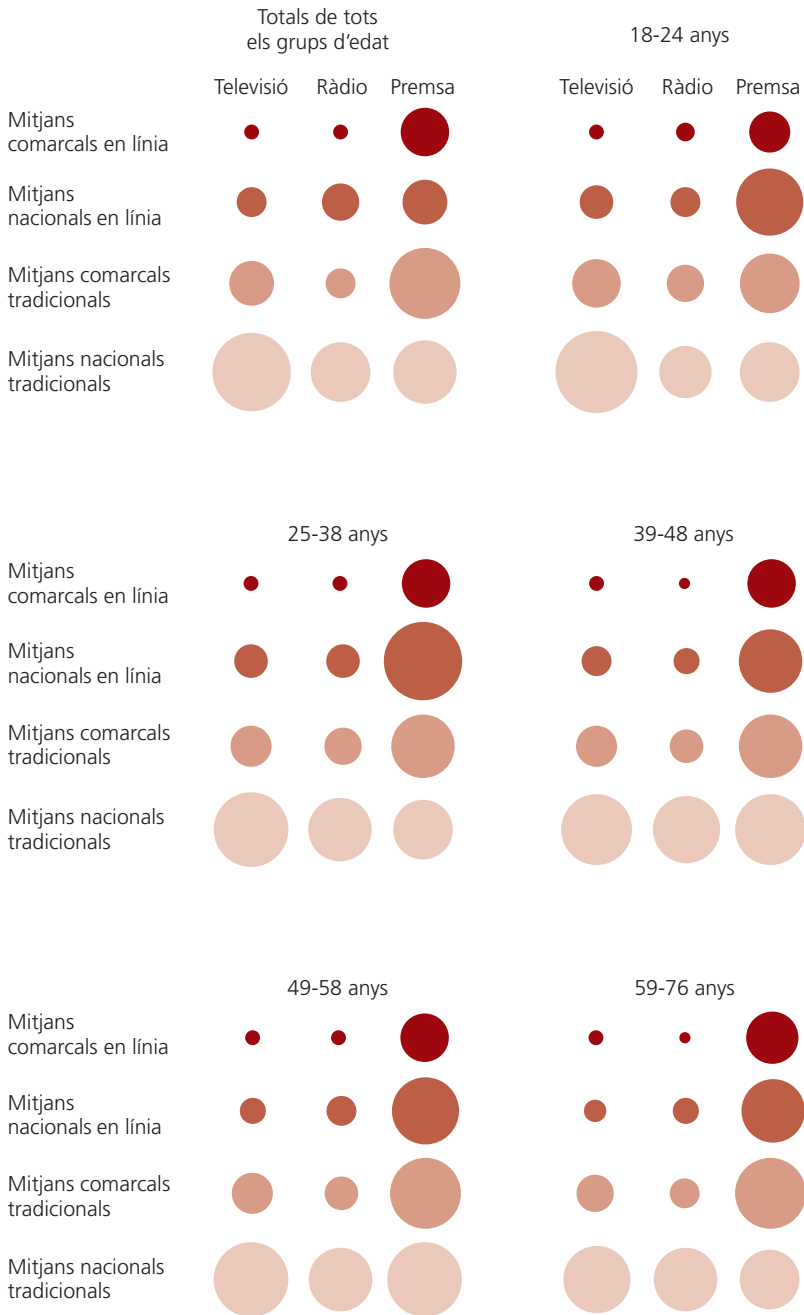 Totals de tots
els grups d’edat
18-24 anys
Televisió Ràdio Premsa
Televisió Ràdio Premsa
Mitjans
comarcals en línia
Mitjans
nacionals en línia
Mitjans comarcals
tradicionals
Mitjans nacionals
tradicionals
25-38 anys
39-48 anys
Mitjans
comarcals en línia
Mitjans
nacionals en línia
Mitjans comarcals
tradicionals
Mitjans nacionals
tradicionals
49-58 anys
59-76 anys
Mitjans
comarcals en línia
Mitjans
nacionals en línia
Mitjans comarcals
tradicionals
Mitjans nacionals
tradicionals